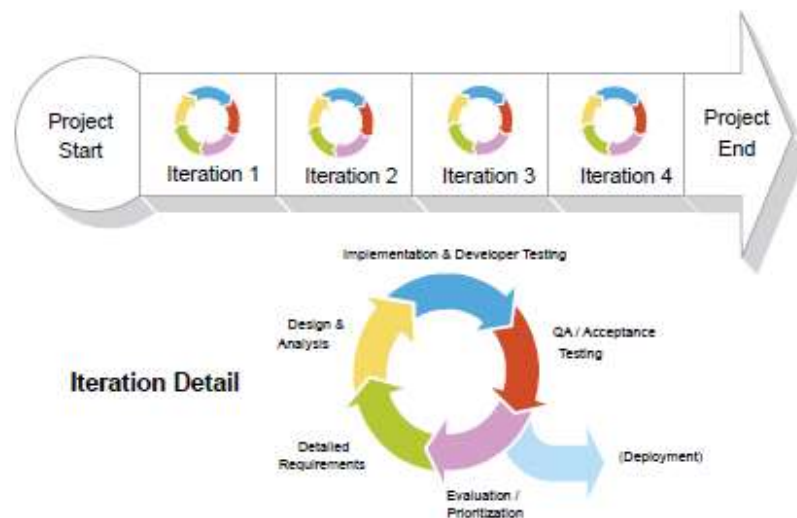 Project
Start
Iteration 1
Iteration 2
Iteration 3
Iteration 4
Project
End
Implementation & Developer Testing
Design &
Analysis
QA / Acceptance
Testing
Iteration Detail
Detailed
Requirements
(Deployment)
Evaluation /
Prioritization